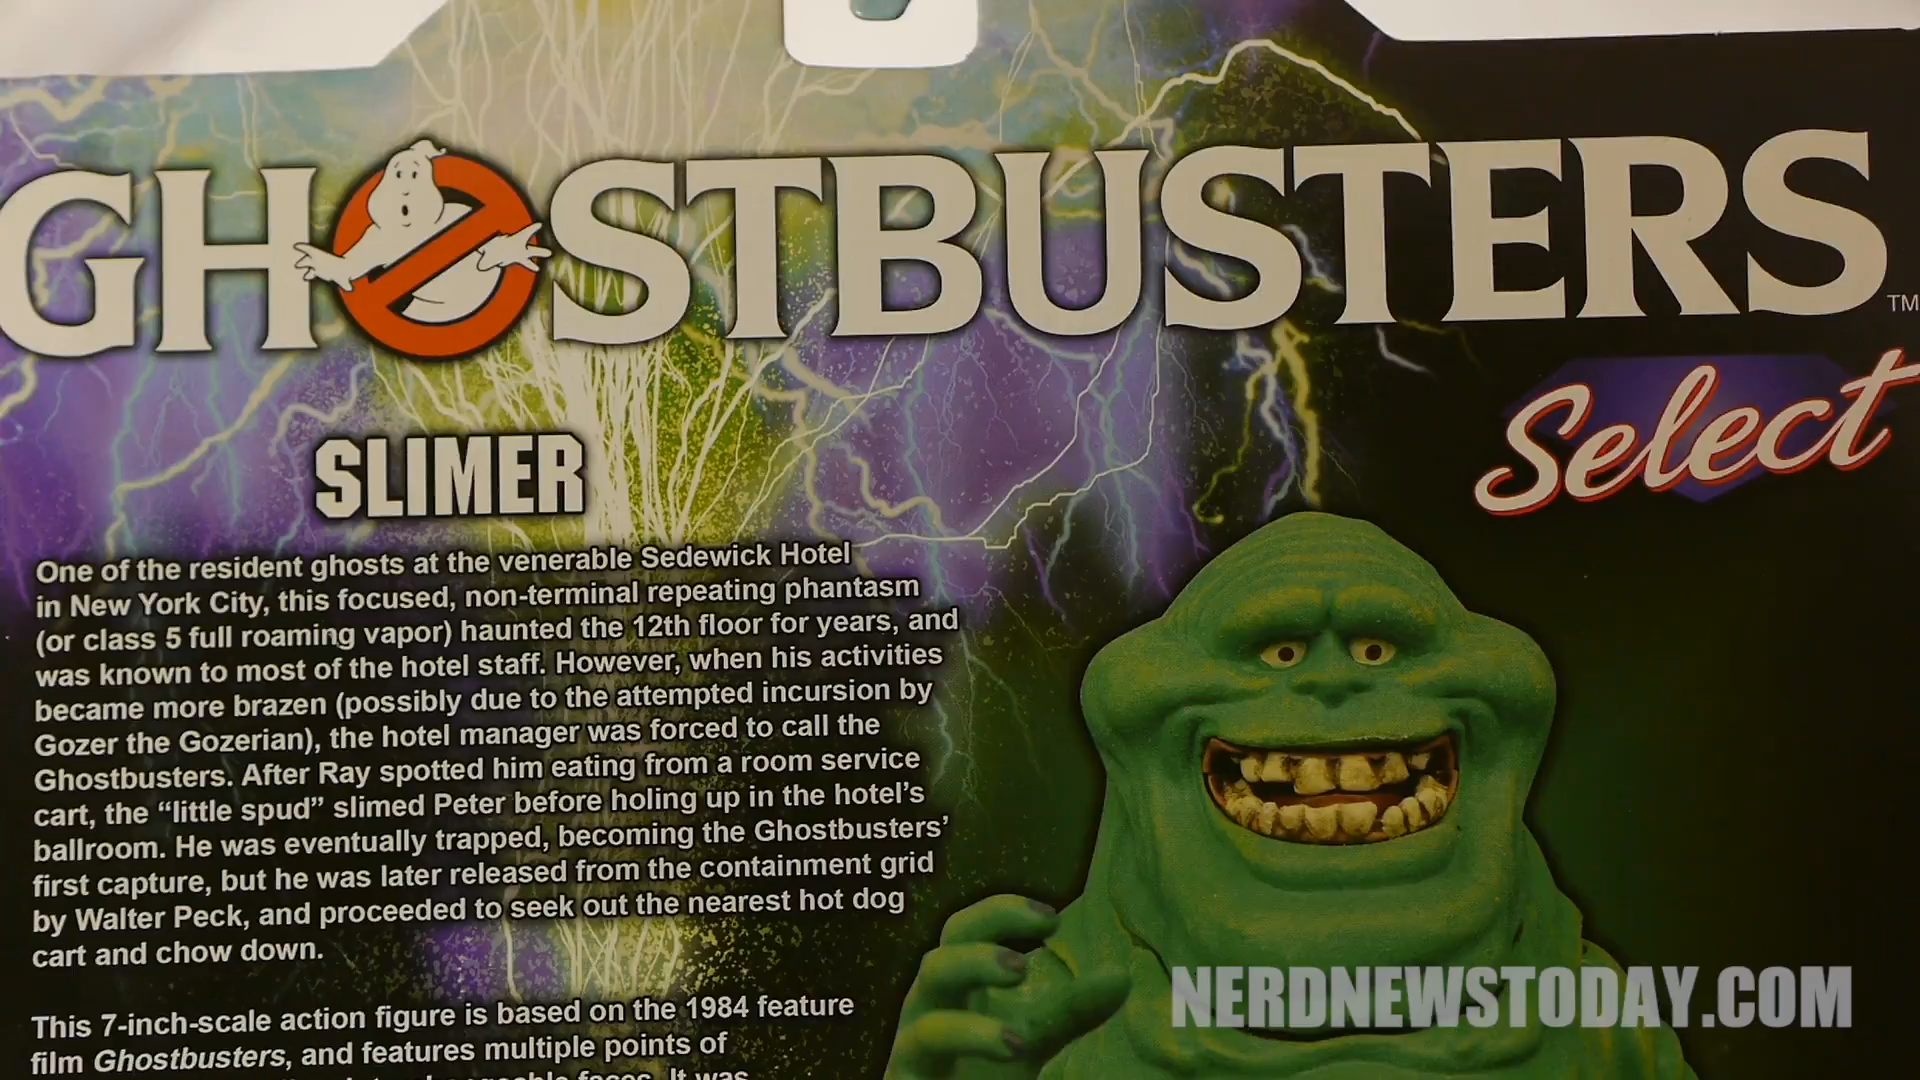 GHOSTBUSTERS
TM
Select
SLIMER
One of the resident ghosts at the venerable Sedewick Hotel
in New York City, this focused, non-terminal repeating phantasm
(or class 5 full roaming vapor) haunted the 12th floor for years, and
was known to most of the hotel staff. However, when his activities
became more brazen (possibly due to the attempted incursion by
Gozer the Gozerian), the hotel manager was forced to call the
Ghostbusters. After Ray spotted him eating from a room service
cart, the “little spud” slimed Peter before holing up in the hotel’s
ballroom. He was eventually trapped, becoming the Ghostbusters’
first capture, but he was later released from the containment grid
by Walter Peck, and proceeded to seek out the nearest hot dog
cart and chow down.
This 7-inch-scale action figure is based on the 1984 feature
film Ghostbusters, and features multiple points of
faces. It was
NERDNEWSTODAY.COM